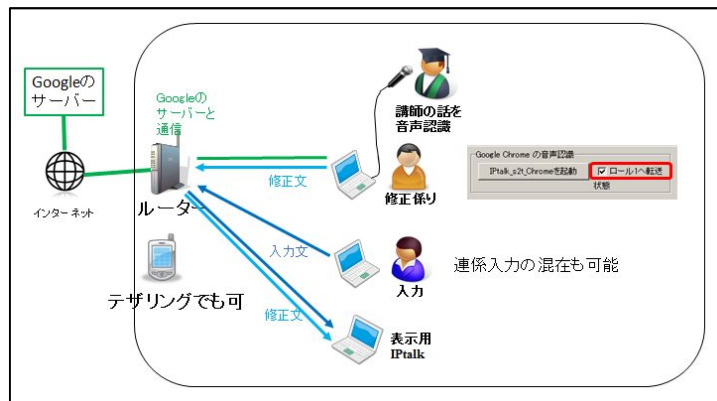 Googleの
サーバー
インターネット
Googleの
サーバーと
通信
ルーター
テザリングでも可
修正文
入力文
修正文
講師の話を
音声認識
修正係り
入力
表示用
IPtalk
Google Chrome の音声認識
IPtalk_s2t_Chromeを起動
ロール1へ転送
状態
連係入力の混在も可能